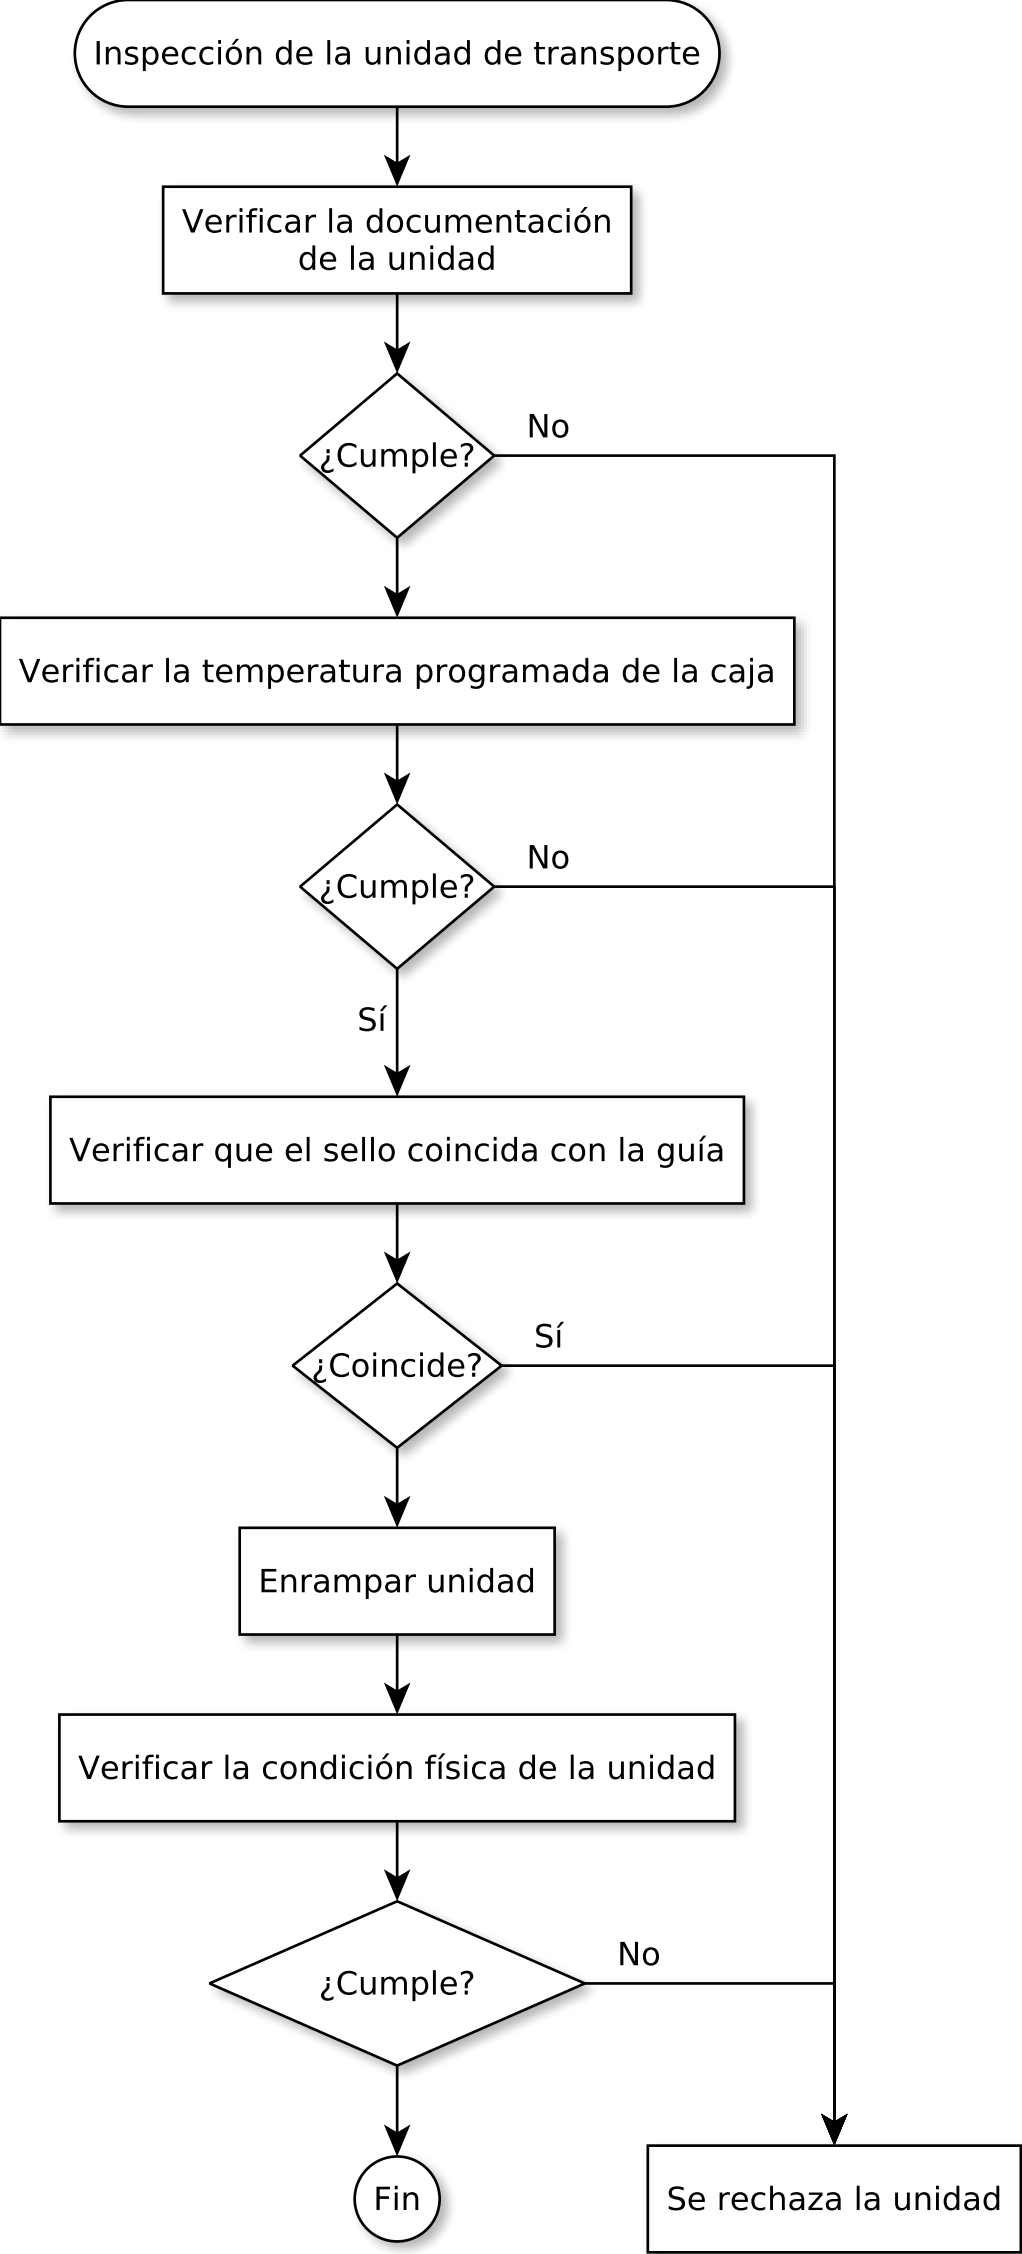 Inspección de la unidad de transporte
Verificar la documentación
de la unidad
¿Cumple?
No
Verificar la temperatura programada de la caja
¿Cumple?
No
Sí
Verificar que el sello coincida con la guía
¿Coincide?
Sí
Enrampar unidad
Verificar la condición física de la unidad
¿Cumple?
No
Fin
Se rechaza la unidad